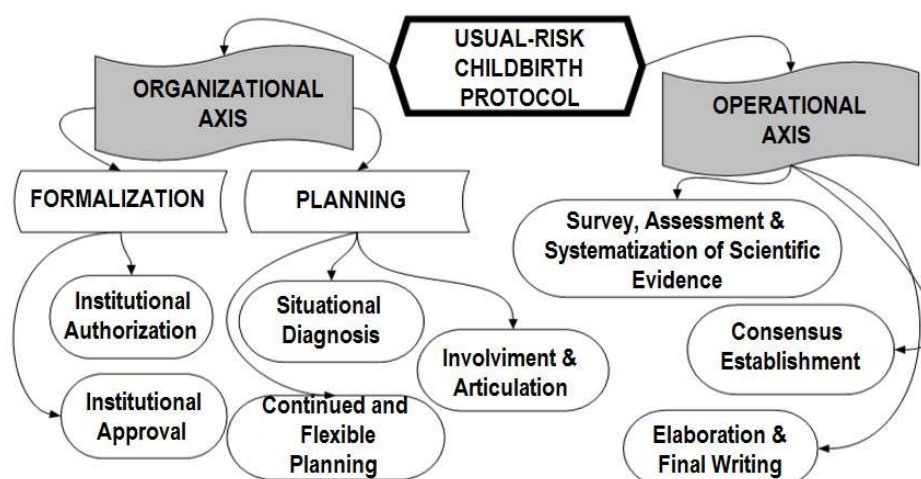 USUAL-RISK
CHILDBIRTH
PROTOCOL
ORGANIZATIONAL
AXIS
OPERATIONAL
AXIS
FORMALIZATION
PLANNING
Survey, Assessment &
Systematization of Scientific
Evidence
Institutional
Authorization
Situational
Diagnosis
Involviment &
Articulation
Consensus
Establishment
Institutional
Approval
Continued and
Flexible
Planning
Elaboration &
Final Writing